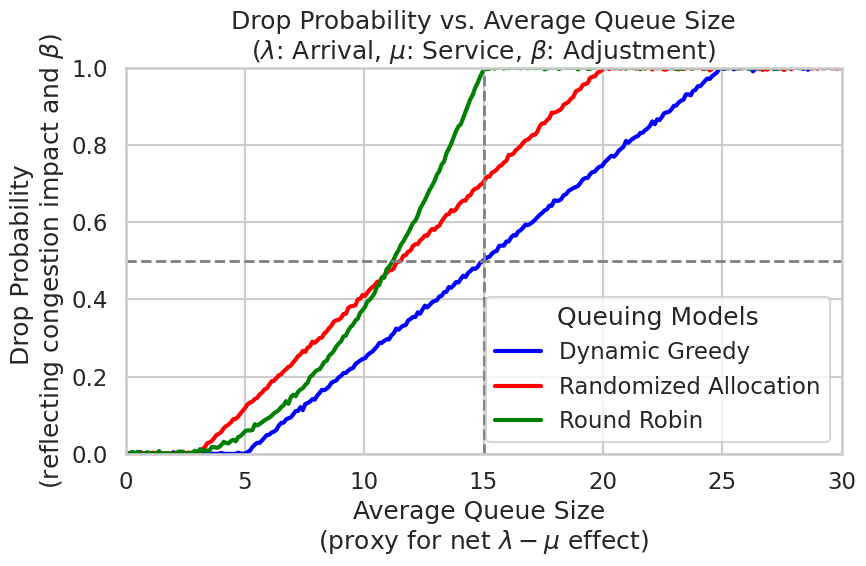 Drop Probability vs. Average Queue Size
(λ: Arrival, μ: Service, β: Adjustment)
Drop Probability
(reflecting congestion impact and β)
1.0
0.8
0.6
0.4
0.2
0.0
Queuing Models
Dynamic Greedy
Randomized Allocation
Round Robin
0 5 10 15 20 25 30
Average Queue Size
(proxy for net λ − μ effect)